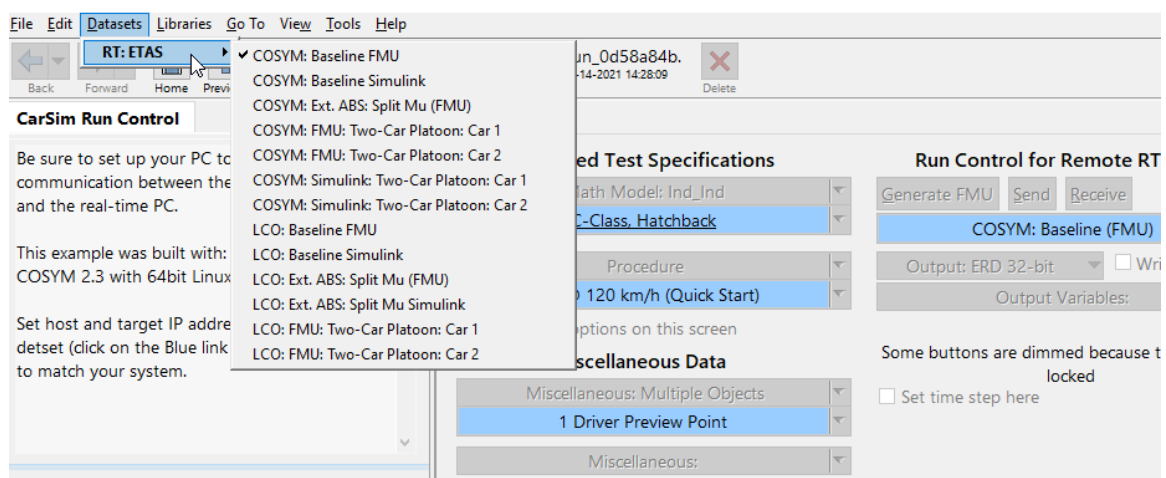 File Edit Datasets Libraries Go To View Tools Help
RT: ETAS
COSYM: Baseline FMU
COSYM: Baseline Simulink
COSYM: Ext. ABS: Split Mu (FMU)
COSYM: FMU: Two-Car Platoon: Car 1
COSYM: FMU: Two-Car Platoon: Car 2
COSYM: Simulink: Two-Car Platoon: Car 1
COSYM: Simulink: Two-Car Platoon: Car 2
LCO: Baseline FMU
LCO: Baseline Simulink
LCO: Ext. ABS: Split Mu (FMU)
LCO: Ext. ABS: Split Mu Simulink
LCO: FMU: Two-Car Platoon: Car 1
LCO: FMU: Two-Car Platoon: Car 2
un_0d58a84b.
-14-2021 14:28:09
Back Forward Home Previ Delete
CarSim Run Control
Be sure to set up your PC to
communication between the
and the real-time PC.
This example was built with:
COSYM 2.3 with 64bit Linux
Set host and target IP addre
detset (click on the Blue link
to match your system.
ed Test Specifications
Math Model: Ind_Ind
C-Class, Hatchback
Procedure
120 km/h (Quick Start)
options on this screen
scellaneous Data
Miscellaneous: Multiple Objects
1 Driver Preview Point
Miscellaneous:
Run Control for Remote RT
Generate FMU Send Receive
COSYM: Baseline (FMU)
Output: ERD 32-bit Wri
Output Variables:
Some buttons are dimmed because t
locked
Set time step here